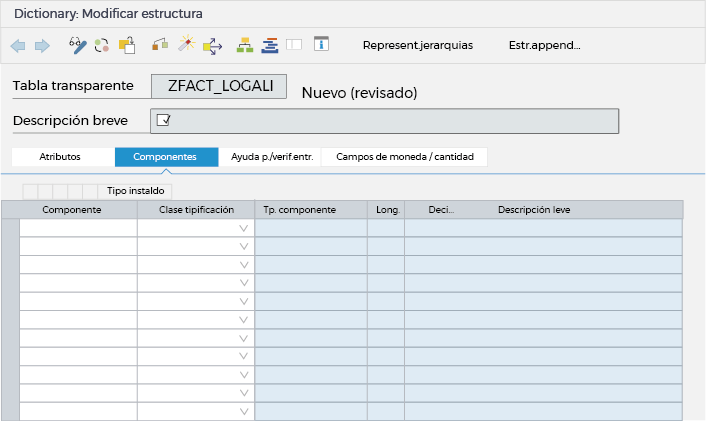 Dictionary: Modificar estructura
Represent.jerarquias Estr.append...
Tabla transparente ZFACT_LOGALI Nuevo (revisado)
Descripción breve
Atributos Componentes Ayuda p./verif.entr. Campos de moneda / cantidad
Tipo instaldo
Componente Clase tipificación Tp. componente Long. Deci... Descripción leve